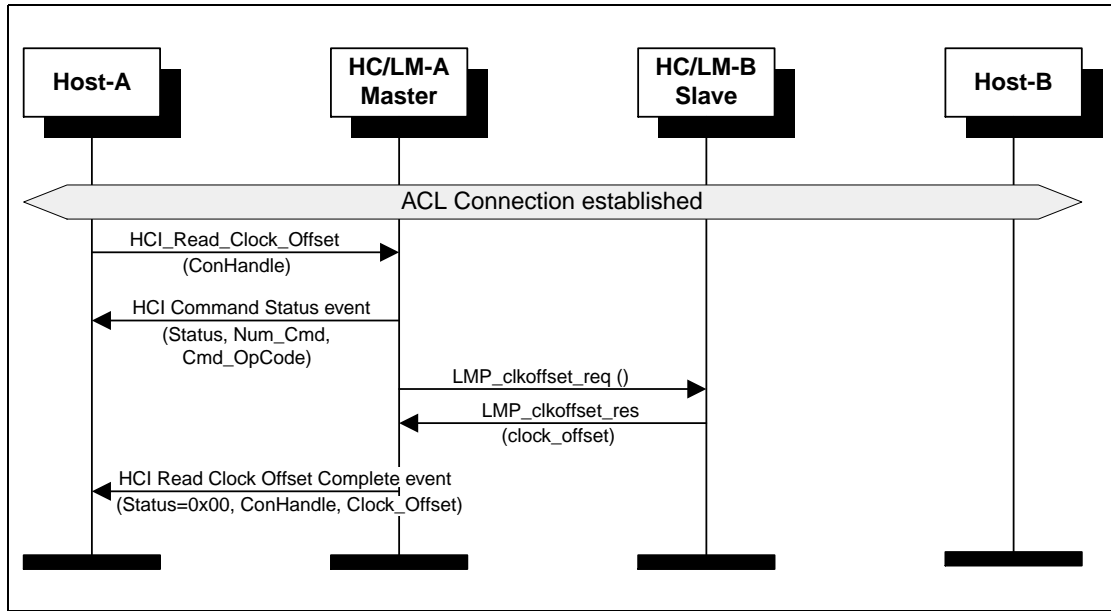 Host-A
HC/LM-A
Master
HC/LM-B
Slave
Host-B
ACL Connection established
HCI_Read_Clock_Offset
(ConHandle)
HCI Command Status event
(Status, Num_Cmd,
Cmd_OpCode)
LMP_clkoffset_req ()
LMP_clkoffset_res
(clock_offset)
HCI Read Clock Offset Complete event
(Status=0x00, ConHandle, Clock_Offset)